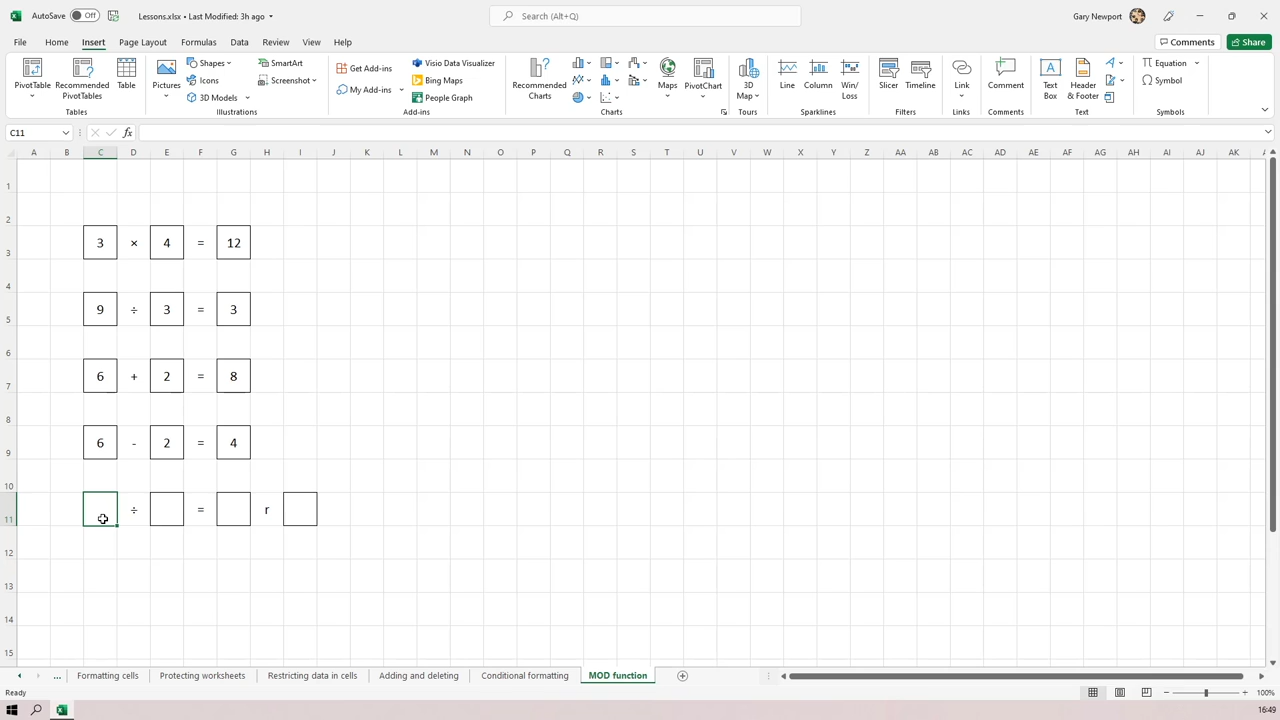 AutoSave Off Lessons.xlsx • Last Modified: 3h ago Search (Alt+Q) Gary Newport
File Home Insert Page Layout Formulas Data Review View Help Comments Share
PivotTable Recommended PivotTables Table Pictures Shapes Icons 3D Models SmartArt Screenshot Get Add-ins My Add-ins Visio Data Visualizer Bing Maps People Graph Recommended Charts Maps PivotChart 3D Map Line Column Win/Loss Slicer Timeline Link Comment Text Box Header & Footer Equation Symbol
Tables Illustrations Add-ins Charts Tours Sparklines Filters Links Comments Text Symbols
C11 fx
A B C D E F G H I J K L M N O P Q R S T U V W X Y Z AA AB AC AD AE AF AG AH AI AJ AK
1
2
3 3 × 4 = 12
4
5 9 ÷ 3 = 3
6
7 6 + 2 = 8
8
9 6 - 2 = 4
10
11 ÷ = r
12
13
14
15
... Formatting cells Protecting worksheets Restricting data in cells Adding and deleting Conditional formatting MOD function
Ready 100%
16:49